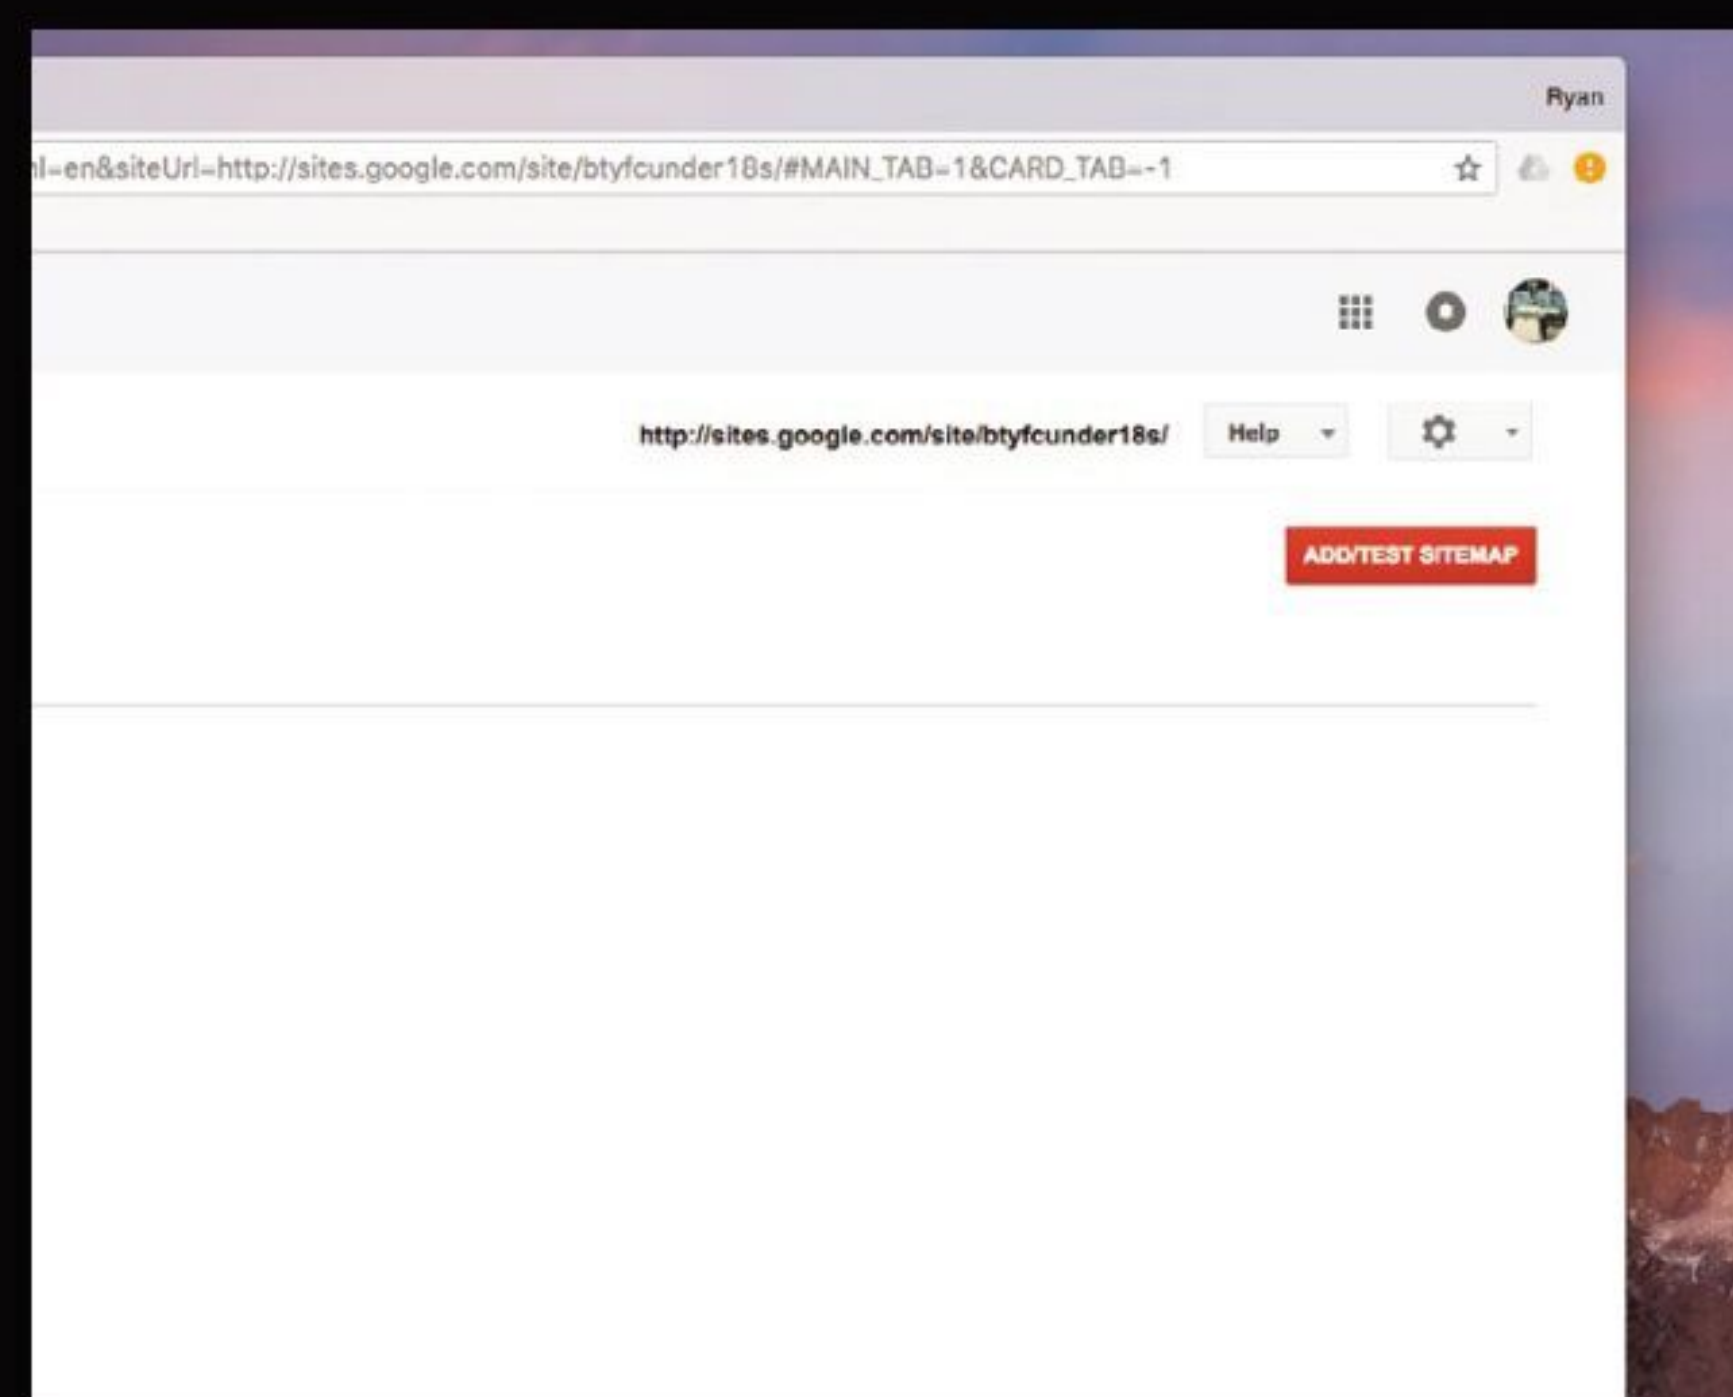 Ryan
l=en&siteUrl=http://sites.google.com/site/btyfcunder18s/#MAIN_TAB=1&CARD_TAB=-1
http://sites.google.com/site/btyfcunder18s/ Help
ADD/TEST SITEMAP